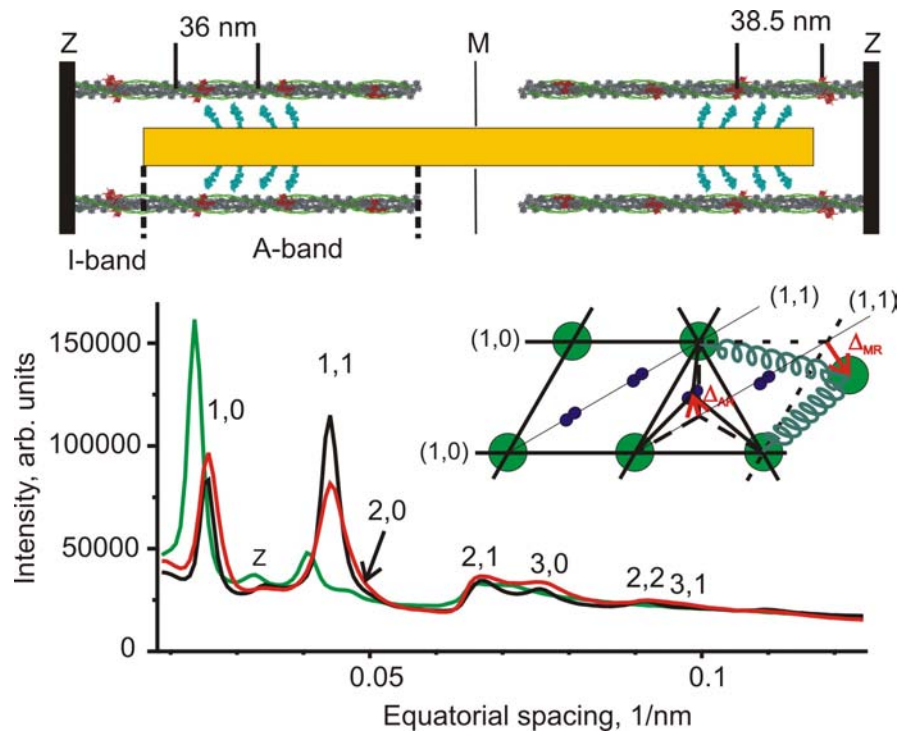 36 nm
38.5 nm
Z
M
Z
I-band
A-band
150000
100000
50000
0
Intensity, arb. units
1,0
1,1
Z
2,0
2,1
3,0
2,2
3,1
(1,1)
(1,1)
(1,0)
(1,0)
ΔMR
0.05
0.1
Equatorial spacing, 1/nm